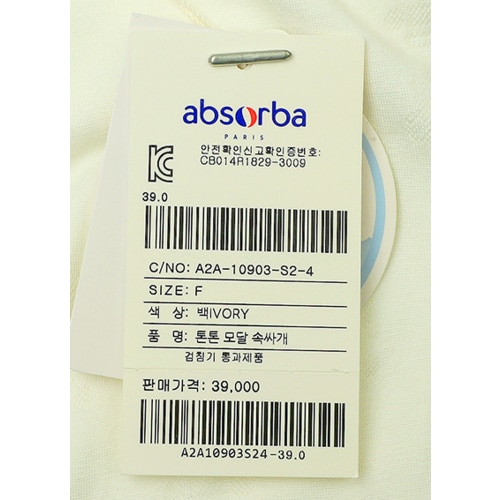 absorba
PARIS
안전확인신고확인증번호:
CB014R1829-3009
39.0
C/NO: A2A-10903-S2-4
SIZE: F
색 상: 백IVORY
품 명: 톤톤 모달 속싸개
검침기 통과제품
판매가격: 39,000
A2A10903S24-39.0